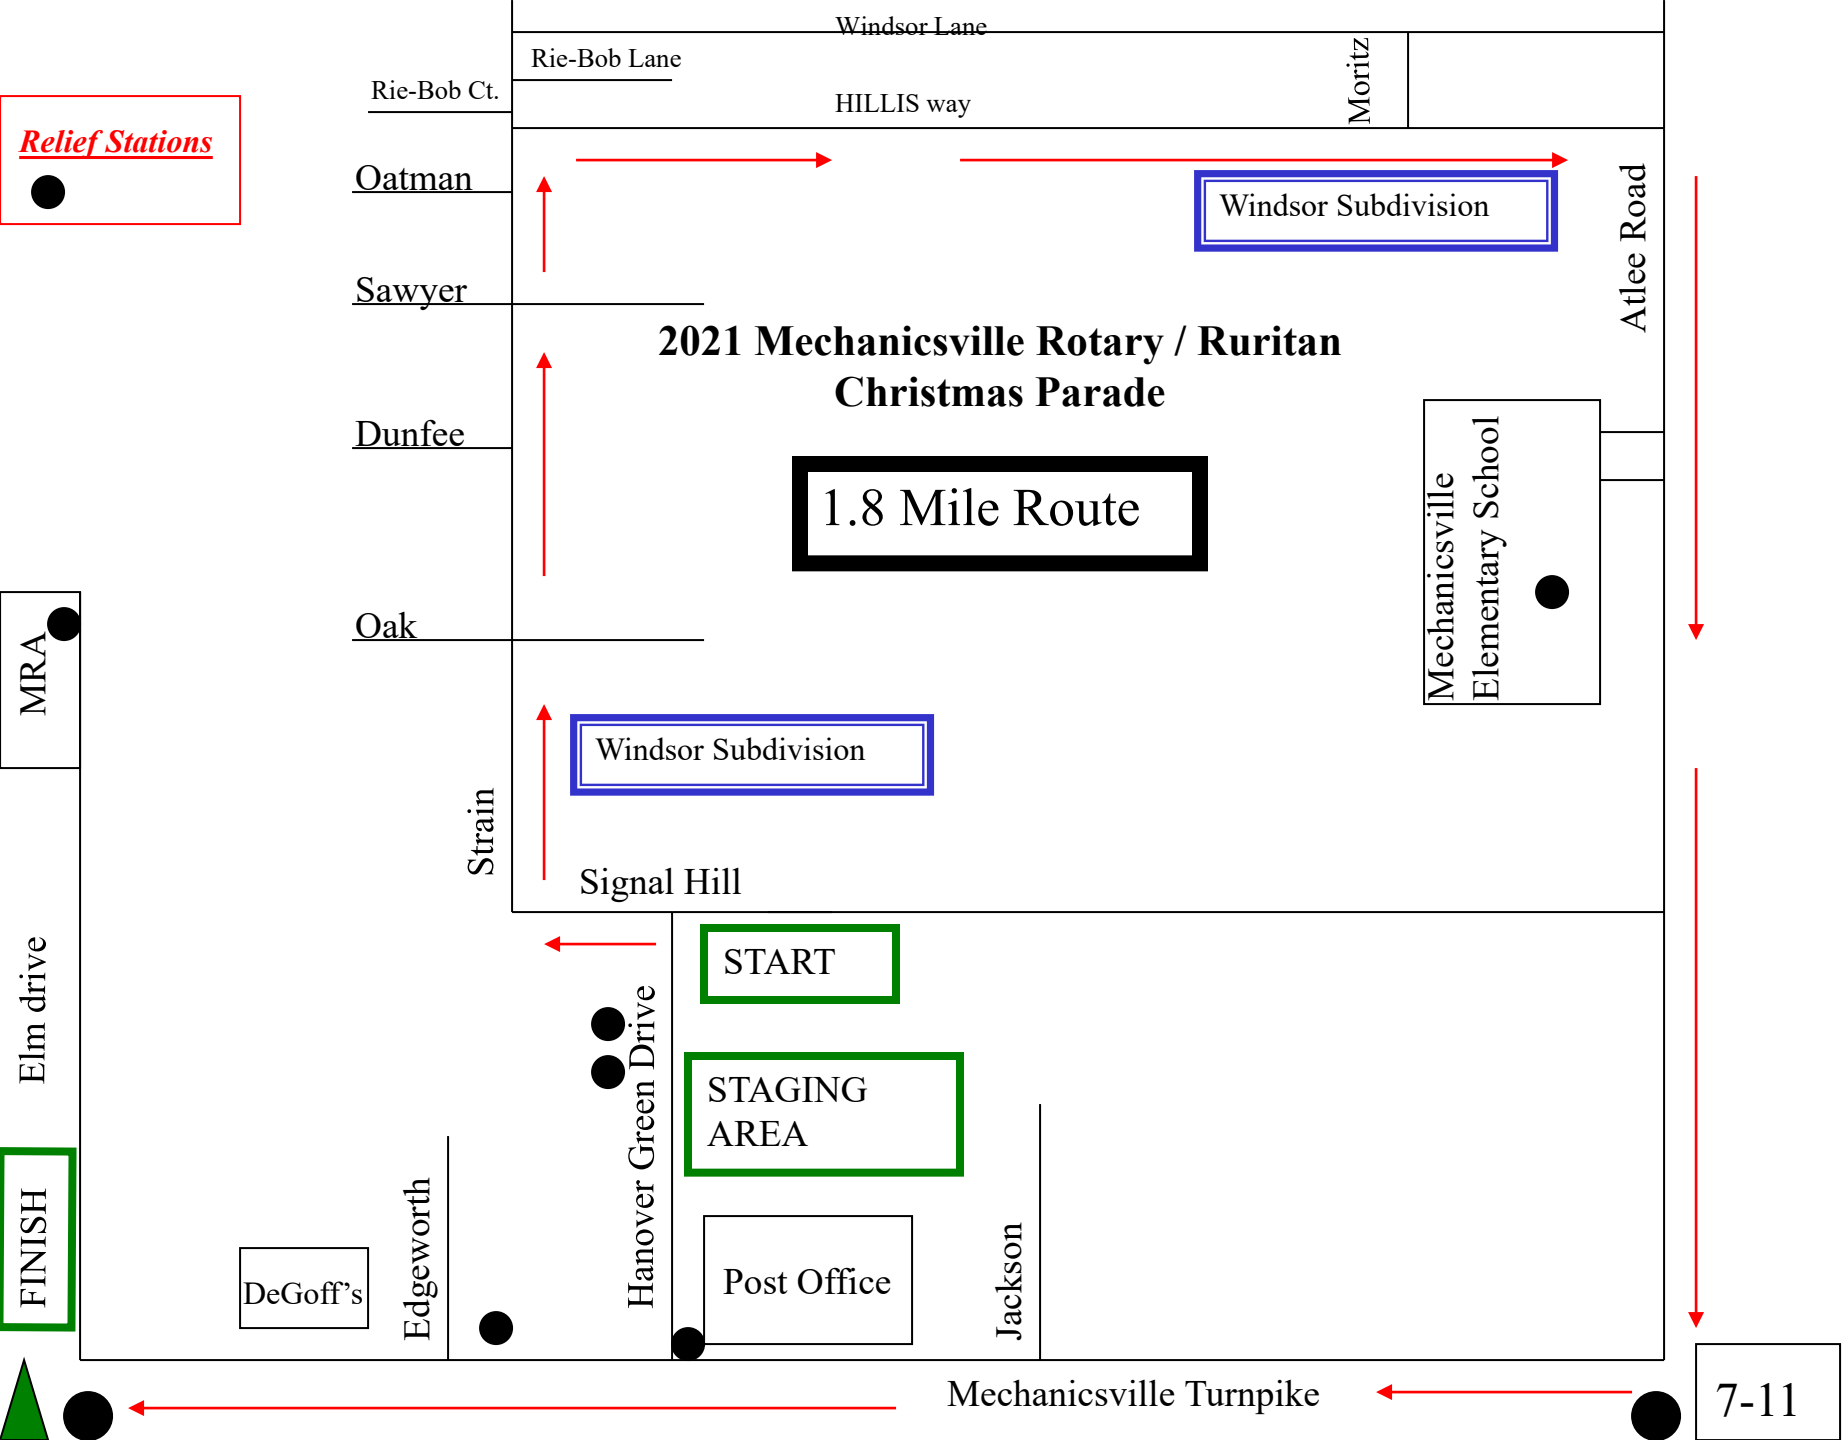 Windsor Lane
Rie-Bob Lane
Moritz
Rie-Bob Ct.
HILLIS way
Relief Stations
Oatman
Windsor Subdivision
Atlee Road
Sawyer
2021 Mechanicsville Rotary / Ruritan
Christmas Parade
Dunfee
1.8 Mile Route
Mechanicsville
Elementary School
Oak
MRA
Windsor Subdivision
Strain
Signal Hill
START
Elm drive
Hanover Green Drive
STAGING
AREA
FINISH
DeGoff’s
Edgeworth
Post Office
Jackson
Mechanicsville Turnpike
7-11